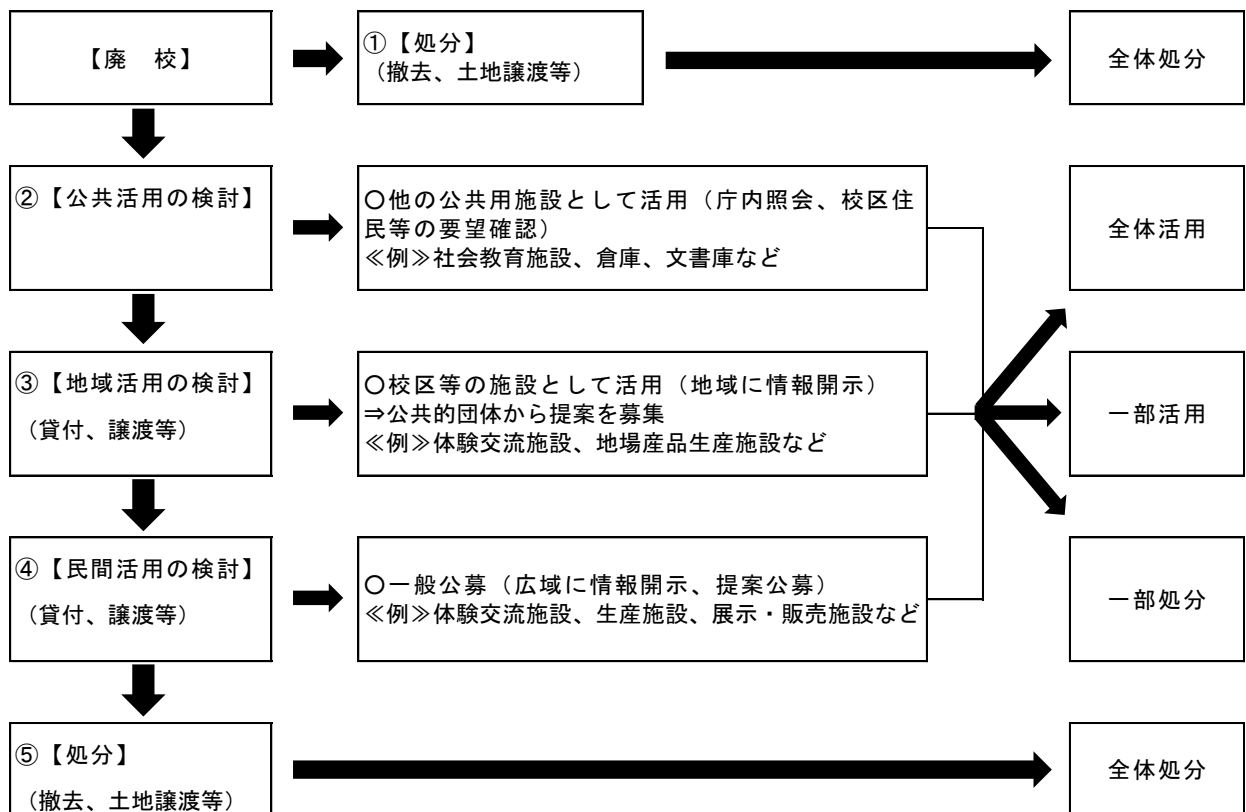 【廃　校】
①【処分】
（撤去、土地譲渡等）
全体処分
②【公共活用の検討】
〇他の公共用施設として活用（庁内照会、校区住
民等の要望確認）
≪例≫社会教育施設、倉庫、文書庫など
全体活用
③【地域活用の検討】
（貸付、譲渡等）
〇校区等の施設として活用（地域に情報開示）
⇒公共的団体から提案を募集
≪例≫体験交流施設、地場産品生産施設など
一部活用
④【民間活用の検討】
（貸付、譲渡等）
〇一般公募（広域に情報開示、提案公募）
≪例≫体験交流施設、生産施設、展示・販売施設など
一部処分
⑤【処分】
（撤去、土地譲渡等）
全体処分